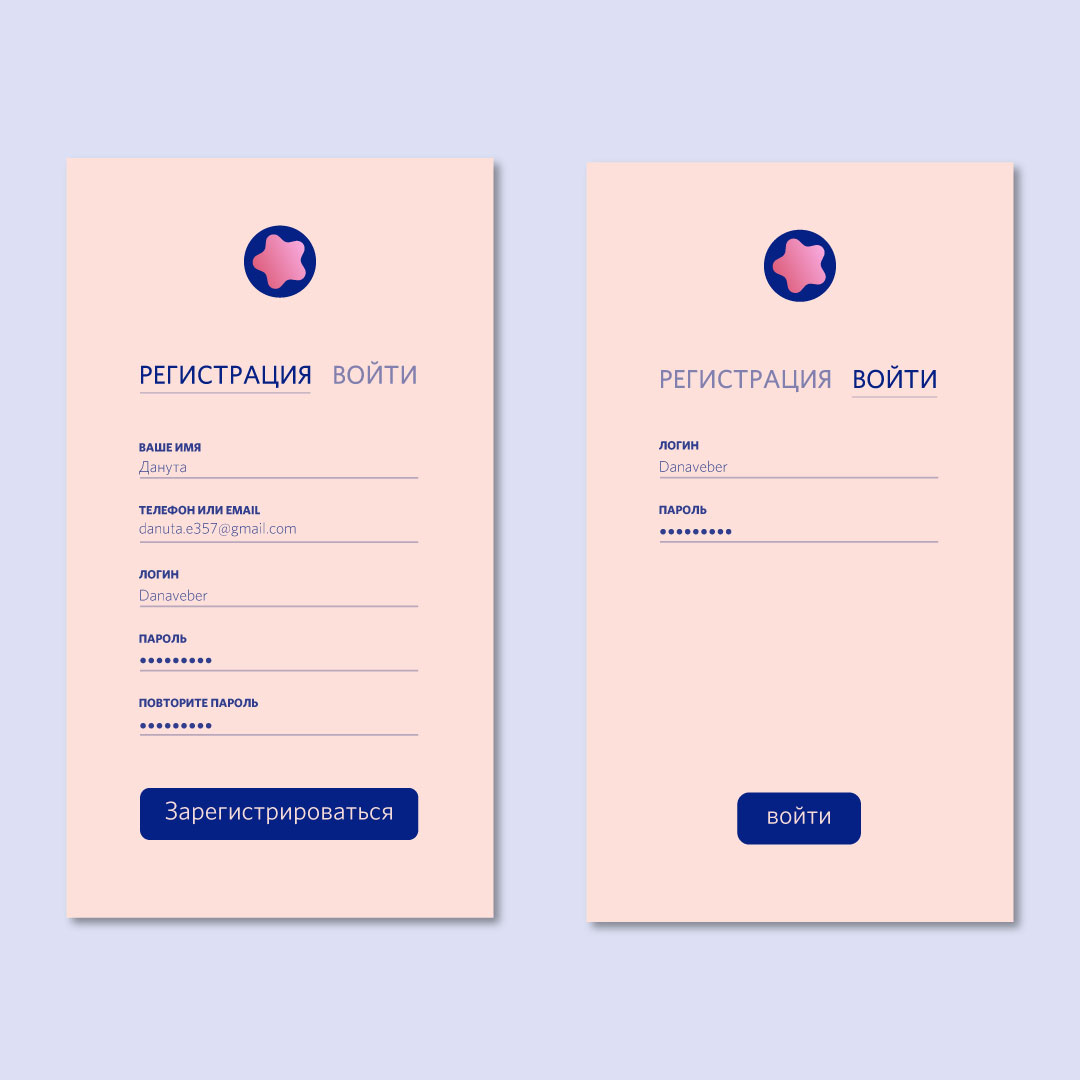 РЕГИСТРАЦИЯ ВОЙТИ
ВАШЕ ИМЯ
Данута
ТЕЛЕФОН ИЛИ EMAIL
danuta.e357@gmail.com
ЛОГИН
Danaveber
ПАРОЛЬ
•••••••••
ПОВТОРИТЕ ПАРОЛЬ
•••••••••
Зарегистрироваться
РЕГИСТРАЦИЯ ВОЙТИ
ЛОГИН
Danaveber
ПАРОЛЬ
•••••••••
войти